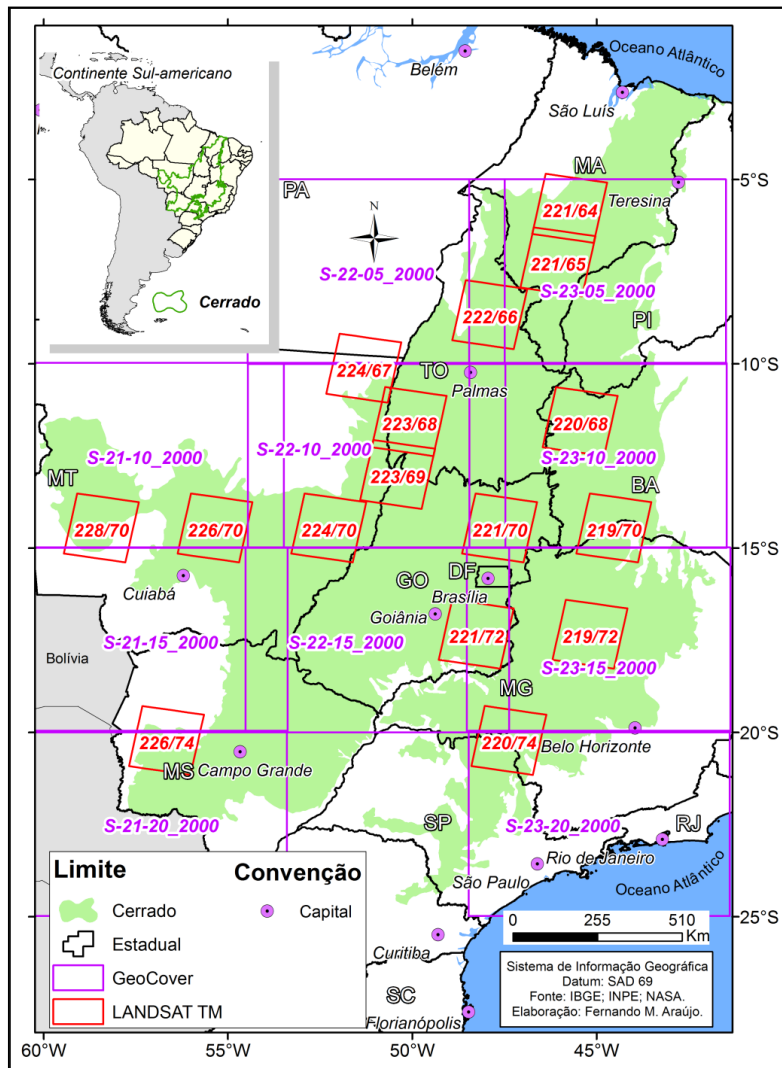 Continente Sul-americano
Cerrado
Oceano Atlântico
Belém
São Luís
MA
Teresina
PA
N
5°S
221/64
S-22-05_2000
221/65
S-23-05_2000
222/66
PI
224/67
10°S
TO
Palmas
223/68
220/68
S-21-10_2000
S-22-10_2000
S-23-10_2000
MT
223/69
BA
228/70
226/70
224/70
221/70
219/70
15°S
Cuiabá
GO
DF
Brasília
Goiânia
Bolívia
S-21-15_2000
S-22-15_2000
221/72
219/72
S-23-15_2000
MG
20°S
226/74
220/74
Belo Horizonte
MS
Campo Grande
S-21-20_2000
SP
S-23-20_2000
RJ
Rio de Janeiro
São Paulo
Oceano Atlântico
Limite
Convenção
Cerrado
Capital
Estadual
GeoCover
LANDSAT TM
0 255 510
Km
25°S
Curitiba
SC
Florianópolis
Sistema de Informação Geográfica
Datum: SAD 69
Fonte: IBGE; INPE; NASA.
Elaboração: Fernando M. Araújo.
60°W 55°W 50°W 45°W